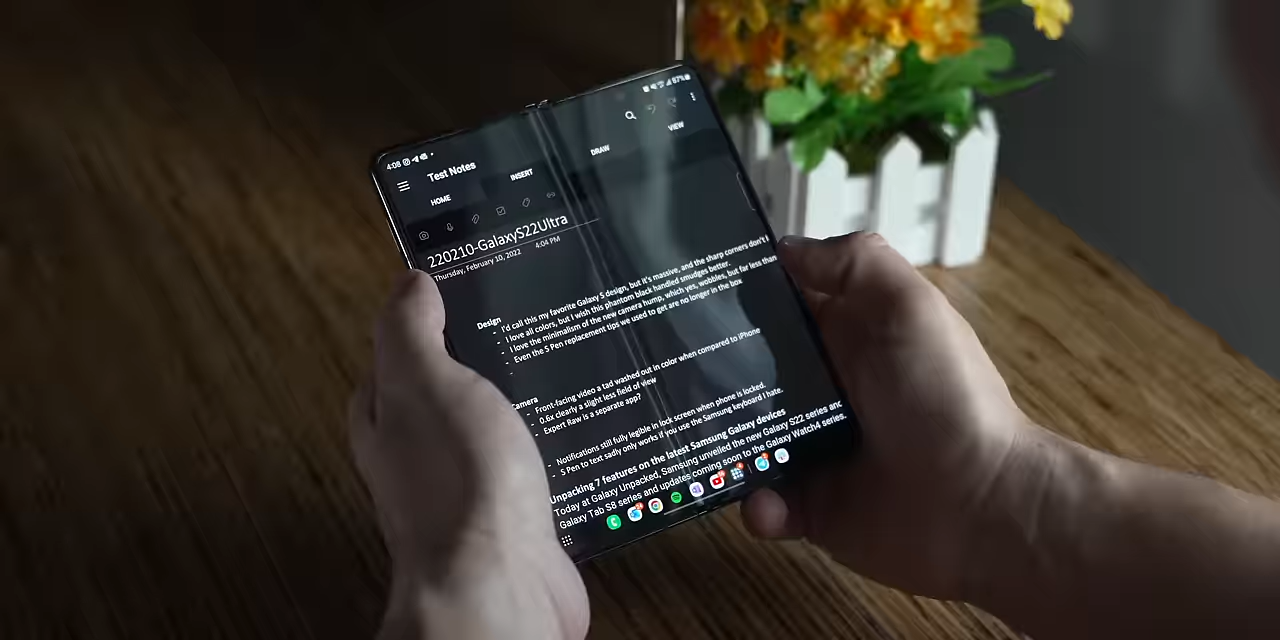 4:08
87%
Test Notes
HOME
INSERT
DRAW
VIEW
220210-GalaxyS22Ultra
Thursday, February 10, 2022
4:04 PM
Design
- I'd call this my favorite Galaxy S design, but it's massive, and the sharp corners don't
- I love all colors, but I wish this phantom black handled smudges better.
- I love the minimalism of the new camera hump, which yes, wobbles, but far less than
- Even the S Pen replacement tips we used to get are no longer in the box
-
Camera
- Front-facing video a tad washed out in color when compared to iPhone
- 0.6x clearly a slight less field of view
- Expert Raw is a separate app?
- Notifications still fully legible in lock screen when phone is locked.
- S Pen to text sadly only works if you use the Samsung keyboard I hate.
Unpacking 7 features on the latest Samsung Galaxy devices
Today at Galaxy Unpacked, Samsung unveiled the new Galaxy S22 series and
Galaxy Tab S8 series and updates coming soon to the Galaxy Watch4 series.